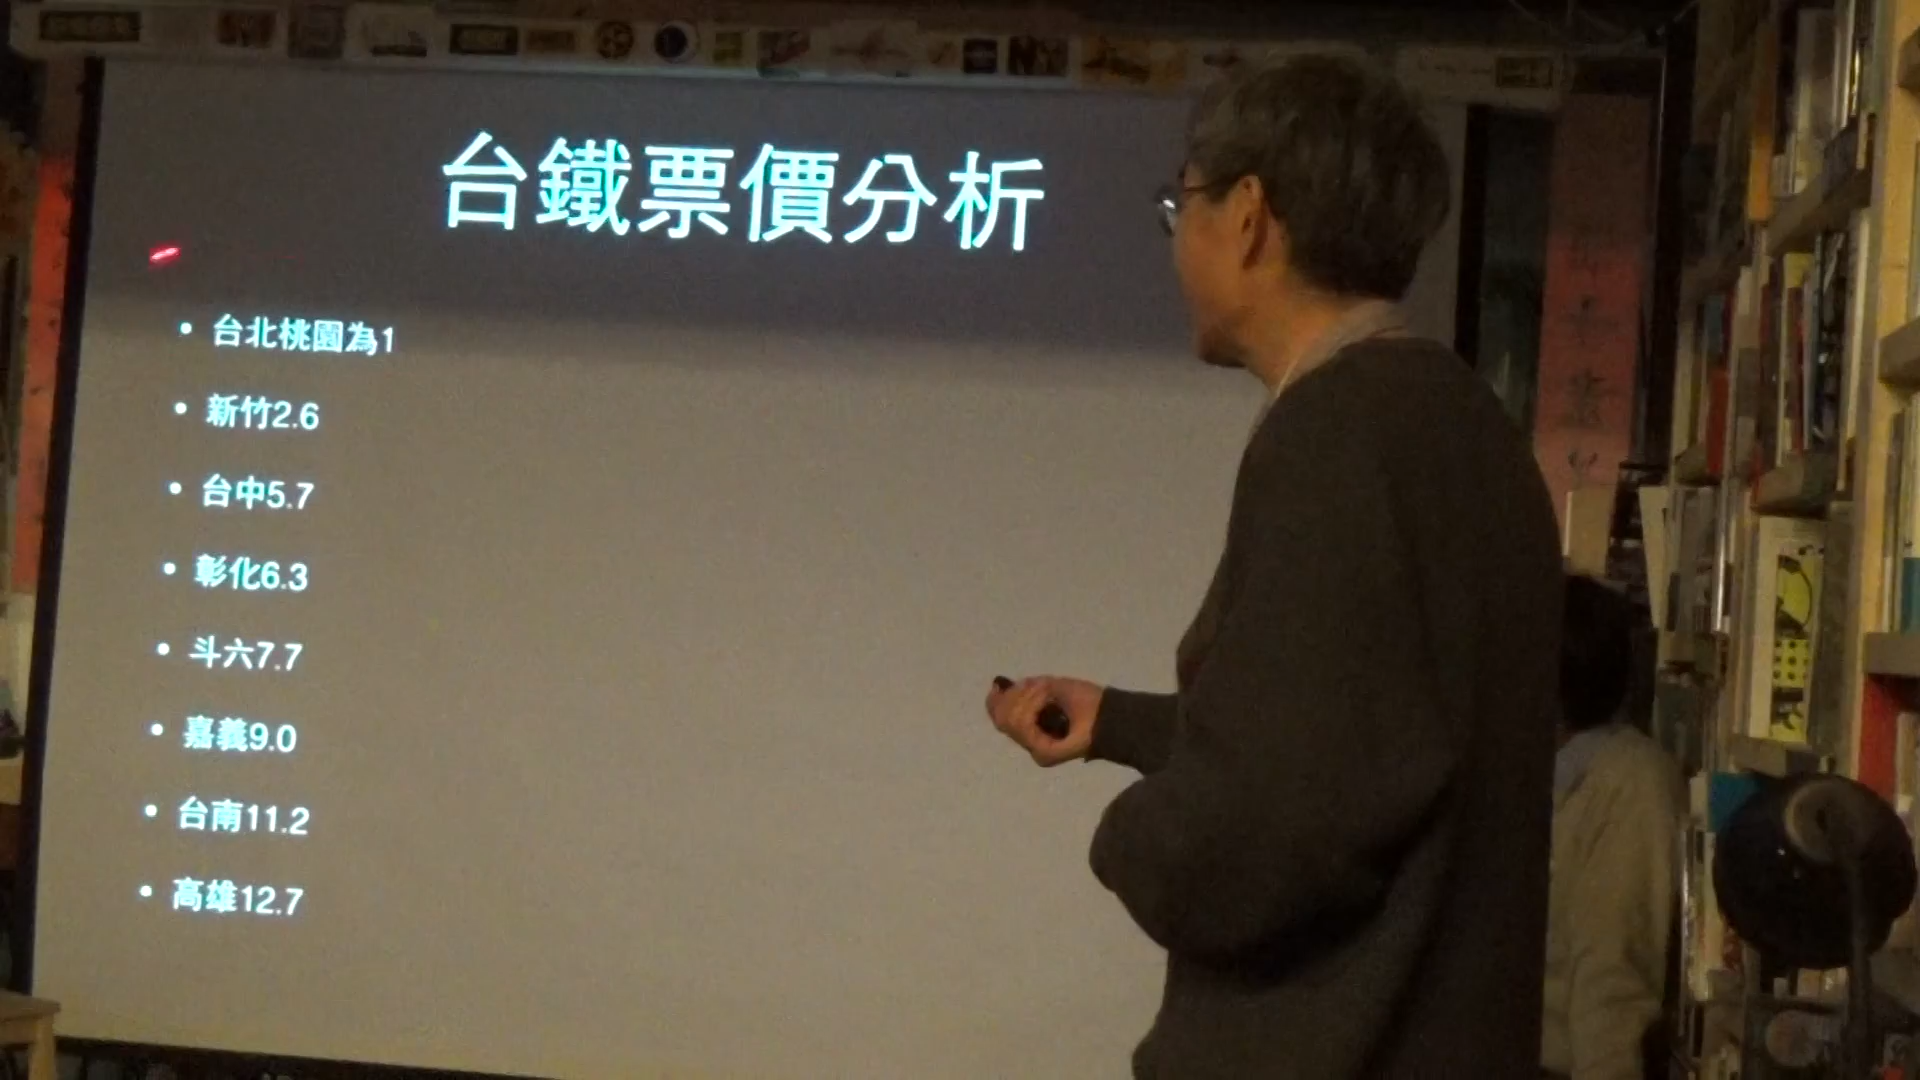 台鐵票價分析
• 台北桃園為1
• 新竹2.6
• 台中5.7
• 彰化6.3
• 斗六7.7
• 嘉義9.0
• 台南11.2
• 高雄12.7